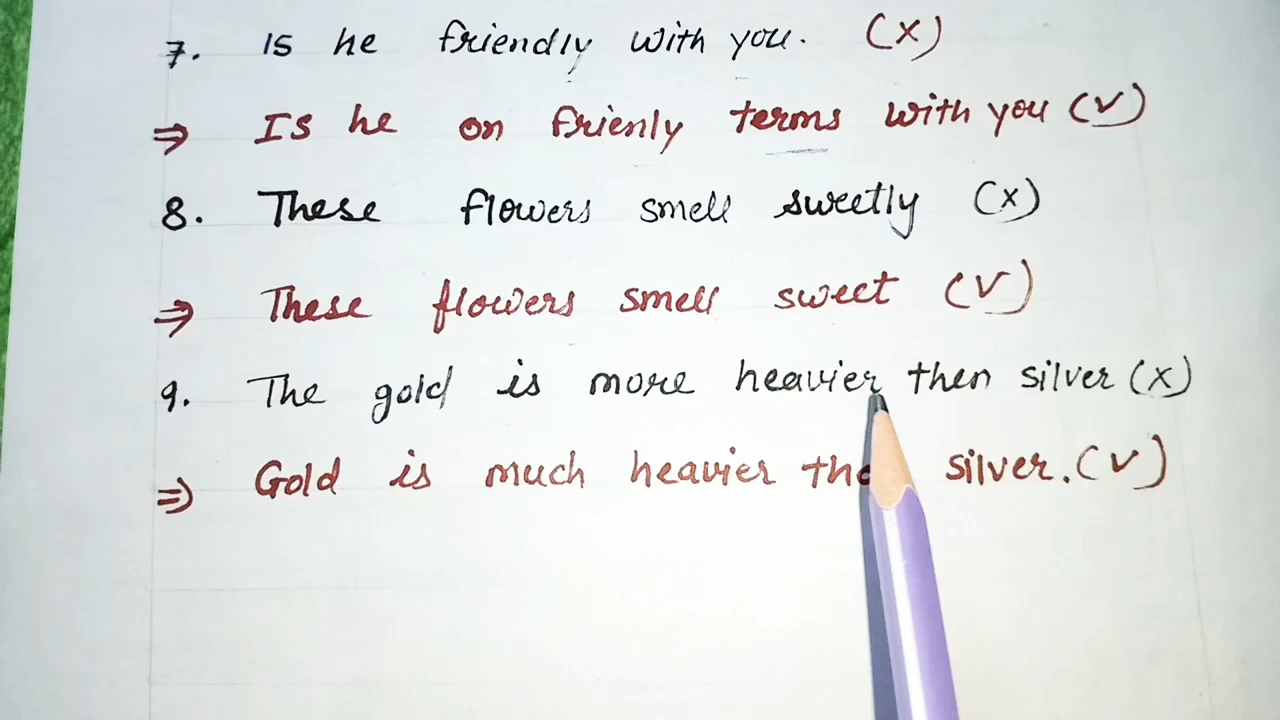 7. Is he friendly with you. (X)
⇒ Is he on frienly terms with you (V)
8. These flowers smell sweetly (X)
⇒ These flowers smell sweet (V)
9. The gold is more heavier then silver (X)
⇒ Gold is much heavier silver. (V)